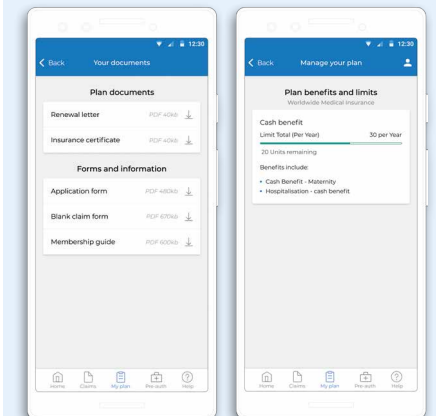 12:30
Back Your documents
Plan documents
Renewal letter PDF 40kb
Insurance certificate PDF 40kb
Forms and information
Application form PDF 480kb
Blank claim form PDF 670kb
Membership guide PDF 600kb
Home Claims My plan Pre auth Help
12:30
Back Manage your plan
Plan benefits and limits
Worldwide Medical Insurance
Cash benefit
Limit Total (Per Year) 30 per Year
20 Units remaining
Benefits include:
• Cash Benefit - Maternity
• Hospitalisation - cash benefit
Home Claims My plan Pre auth Help